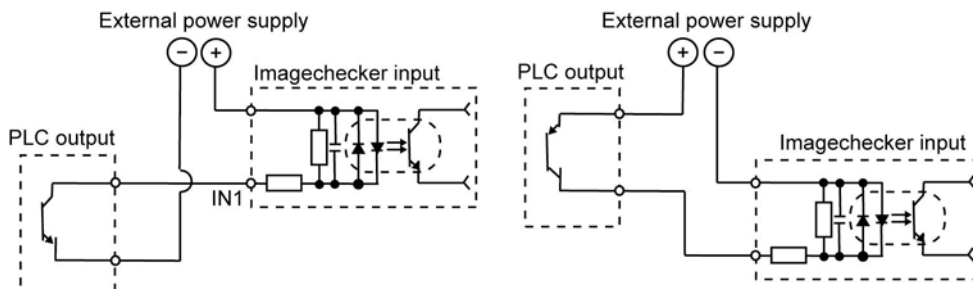 External power supply
−
+
Imagechecker input
PLC output
IN1
External power supply
+
−
PLC output
Imagechecker input